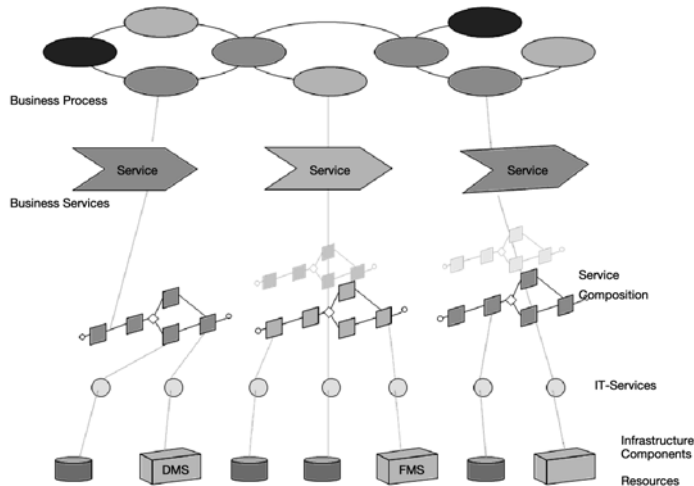 Business Process
Service
Service
Service
Business Services
Service
Composition
IT-Services
Infrastructure
Components
DMS
FMS
Resources